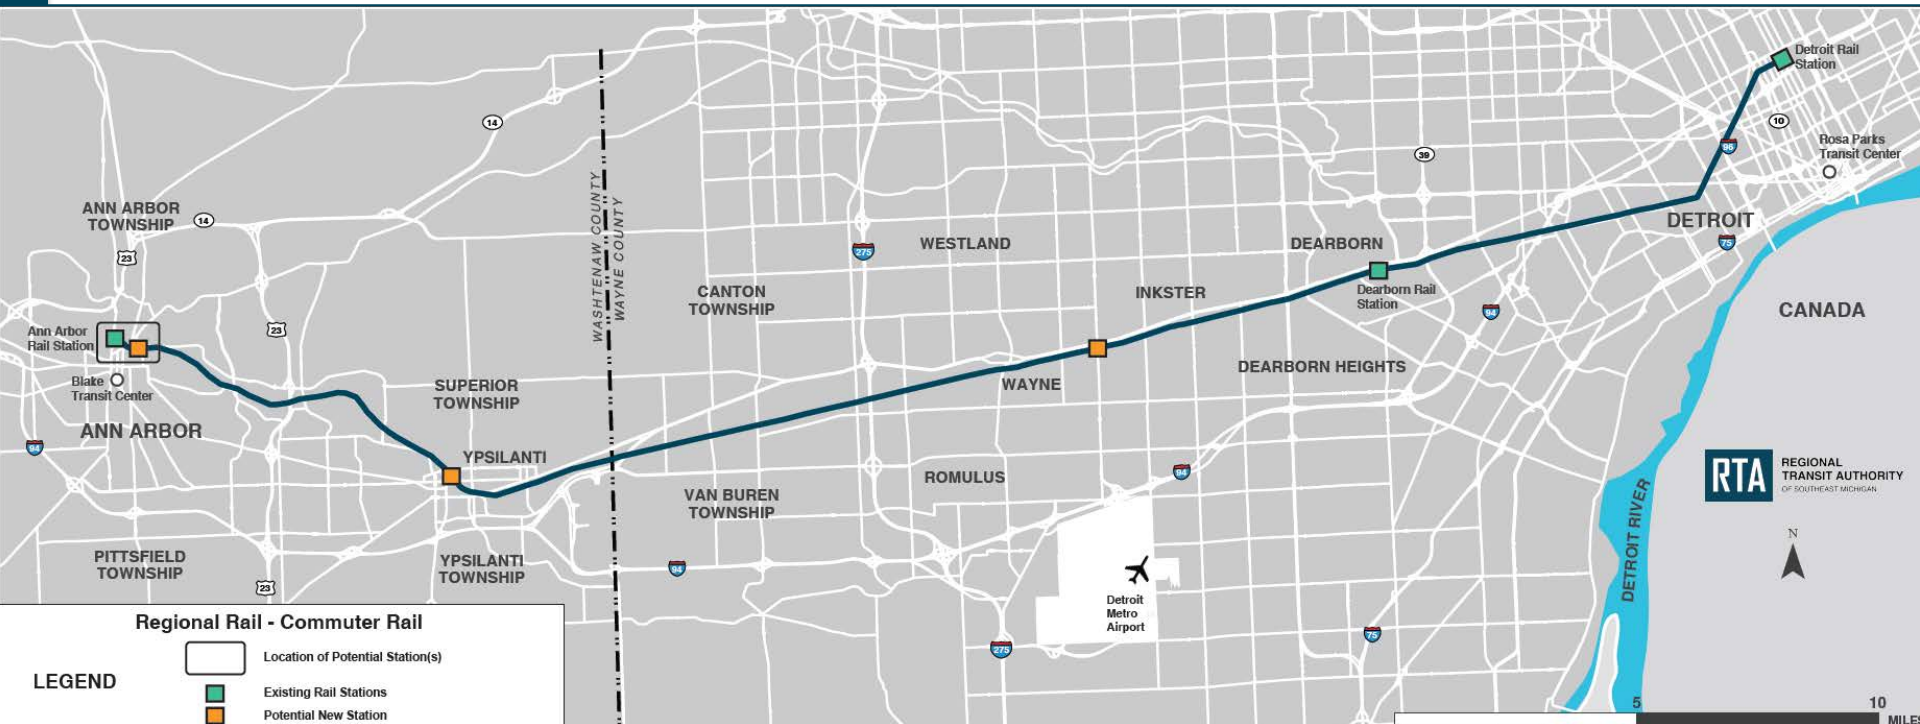 Detroit Rail
Station
10
14
96
Rosa Parks
Transit Center
39
ANN ARBOR
TOWNSHIP
14
WASHTENAW COUNTY
WAYNE COUNTY
DETROIT
23
275
WESTLAND
DEARBORN
75
CANTON
TOWNSHIP
INKSTER
Dearborn Rail
Station
94
CANADA
Ann Arbor
Rail Station
23
Blake
Transit Center
SUPERIOR
TOWNSHIP
WAYNE
DEARBORN HEIGHTS
ANN ARBOR
94
YPSILANTI
ROMULUS
94
RTA
REGIONAL
TRANSIT AUTHORITY
OF SOUTHEAST MICHIGAN
VAN BUREN
TOWNSHIP
DETROIT RIVER
N
PITTSFIELD
TOWNSHIP
YPSILANTI
TOWNSHIP
94
23
Detroit
Metro
Airport
75
275
Regional Rail - Commuter Rail
LEGEND
Location of Potential Station(s)
Existing Rail Stations
Potential New Station
5
10
MILES